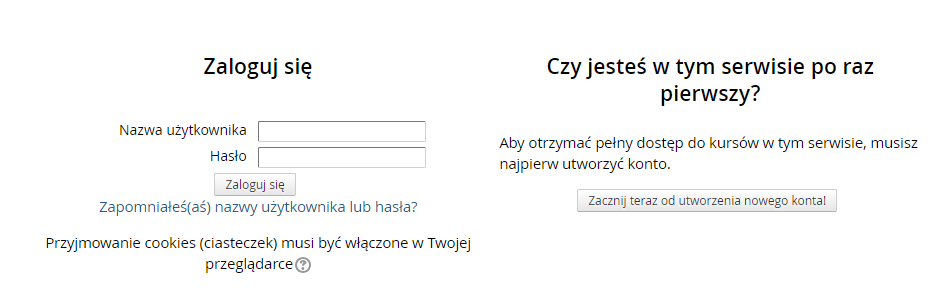 Zaloguj się
Nazwa użytkownika
Hasło
Zaloguj się
Zapomniałeś(aś) nazwy użytkownika lub hasła?
Przyjmowanie cookies (ciasteczek) musi być włączone w Twojej
przeglądarce
Czy jesteś w tym serwisie po raz
pierwszy?
Aby otrzymać pełny dostęp do kursów w tym serwisie, musisz
najpierw utworzyć konto.
Zacznij teraz od utworzenia nowego konta!